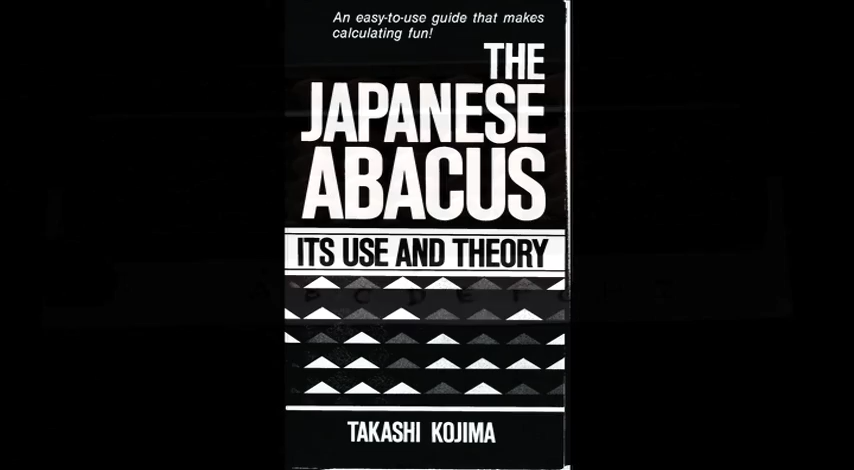 An easy-to-use guide that makes
calculating fun!
THE
JAPANESE
ABACUS
ITS USE AND THEORY
A B C D E F G H I
TAKASHI KOJIMA